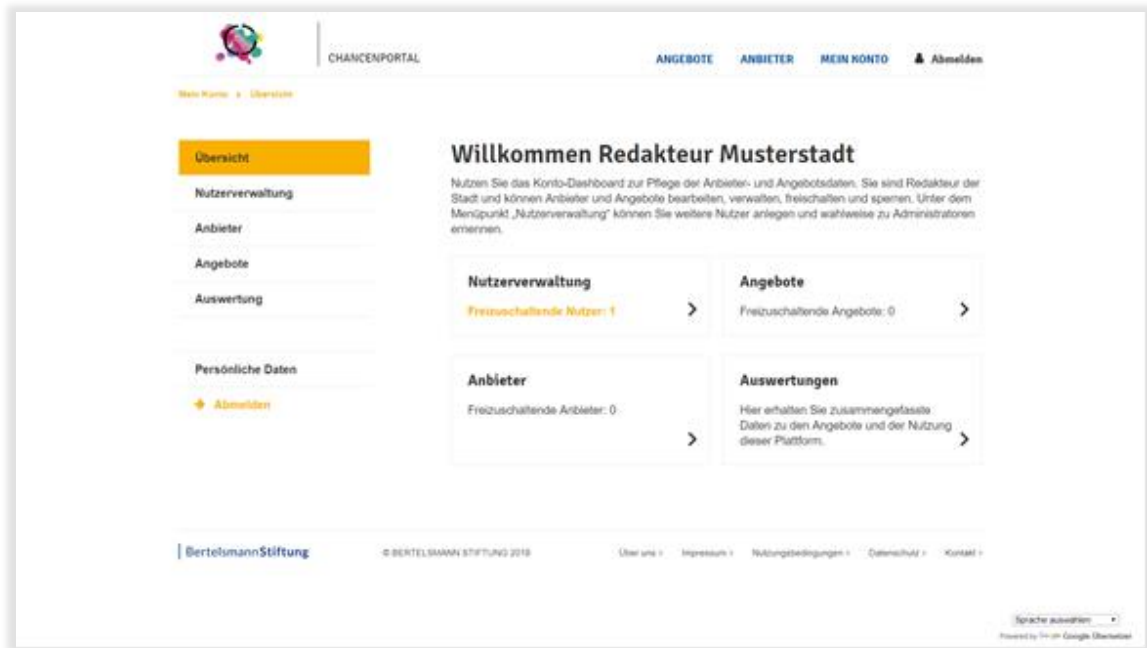 CHANCENPORTAL
ANGEBOTE
ANBIETER
MEIN KONTO
Abmelden
Mein Konto
Übersicht
Übersicht
Nutzerverwaltung
Anbieter
Angebote
Auswertung
Persönliche Daten
Abmelden
Willkommen Redakteur Musterstadt
Nutzen Sie das Konto-Dashboard zur Pflege der Anbieter- und Angebotsdaten. Sie sind Redakteur der
Stadt und können Anbieter und Angebote bearbeiten, verwalten, freischalten und sperren. Unter dem
Menüpunkt „Nutzerverwaltung" können Sie weitere Nutzer anlegen und wahlweise zu Administratoren
ernennen.
Nutzerverwaltung
Freizuschaltende Nutzer: 1
Angebote
Freizuschaltende Angebote: 0
Anbieter
Freizuschaltende Anbieter: 0
Auswertungen
Hier erhalten Sie zusammengefasste
Daten zu den Angebote und der Nutzung
dieser Plattform.
BertelsmannStiftung
© BERTELSMANN STIFTUNG 2019
Über uns
Impressum
Nutzungsbedingungen
Datenschutz
Kontakt
Sprache auswählen
Powered by Google Übersetzer